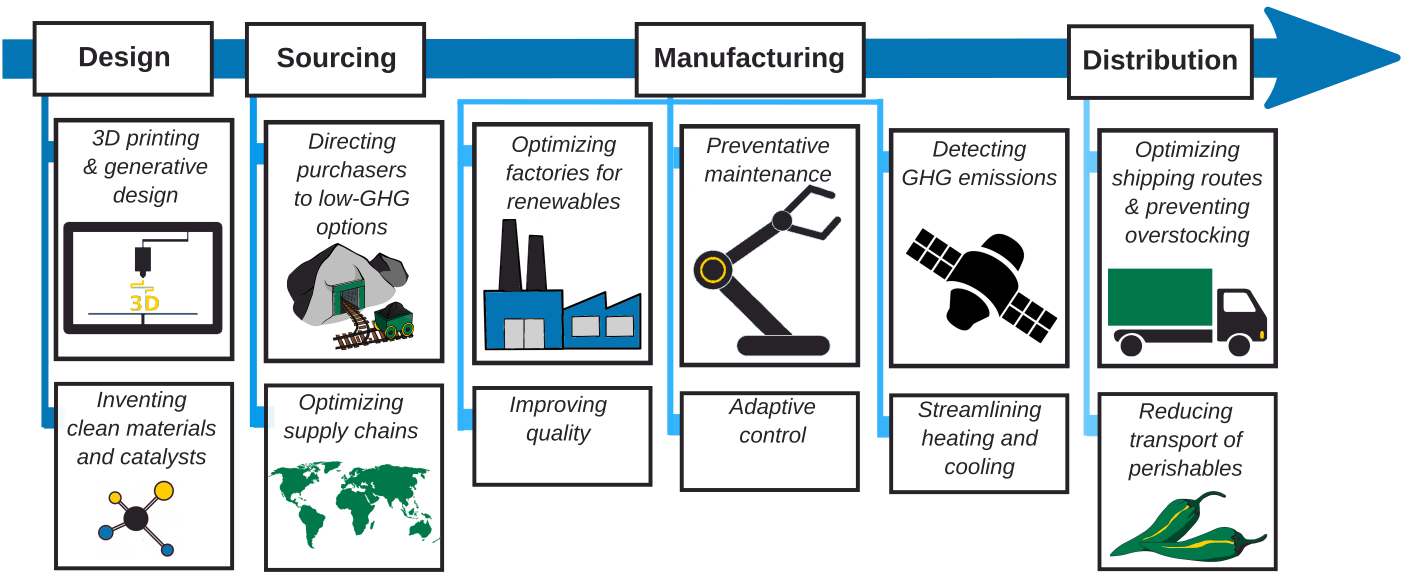 Design
Sourcing
Manufacturing
Distribution
3D printing
& generative
design
3D
Directing
purchasers
to low-GHG
options
Optimizing
factories for
renewables
Preventative
maintenance
Detecting
GHG emissions
Optimizing
shipping routes
& preventing
overstocking
Inventing
clean materials
and catalysts
Optimizing
supply chains
Improving
quality
Adaptive
control
Streamlining
heating and
cooling
Reducing
transport of
perishables